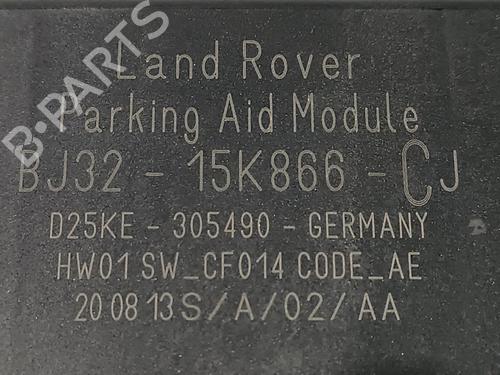 Land Rover
Parking Aid Module
BJ32 - 15K866 - CJ
D25KE - 305490 - GERMANY
HW01 SW_CF014 CODE_AE
20 08 13 S/A/02/AA
B-PARTS